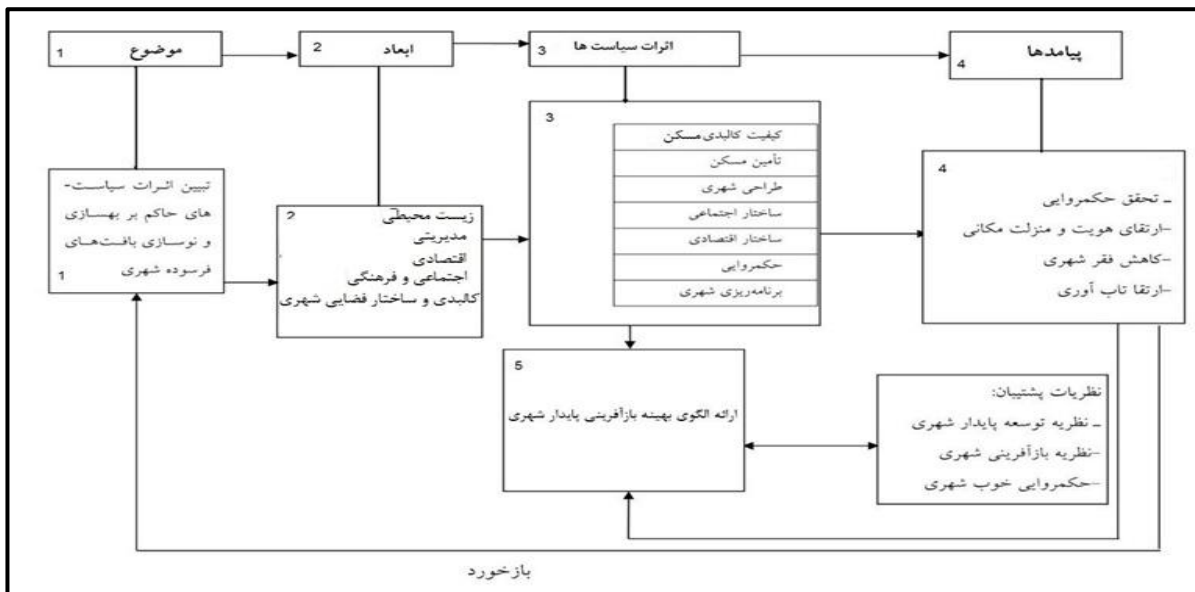 1 موضوع
2 ابعاد
3 اثرات سیاست ها
4 پیامدها
تبیین اثرات سیاست-
های حاکم بر بهسازی
و نوسازی بافت‌های
1 فرسوده شهری
2 زیست محیطی
مدیریتی
اقتصادی
اجتماعی و فرهنگی
کالبدی و ساختار فضایی شهری
3
کیفیت کالبدی مسکن
تأمین مسکن
طراحی شهری
ساختار اجتماعی
ساختار اقتصادی
حکمروایی
برنامه‌ریزی شهری
4
ـ تحقق حکمروایی
-ارتقای هویت و منزلت مکانی
-کاهش فقر شهری
-ارتقا تاب آوری
5
ارائه الگوی بهینه بازآفرینی پایدار شهری
نظریات پشتیبان:
ـ نظریه توسعه پایدار شهری
-نظریه بازآفرینی شهری
-حکمروایی خوب شهری
بازخورد